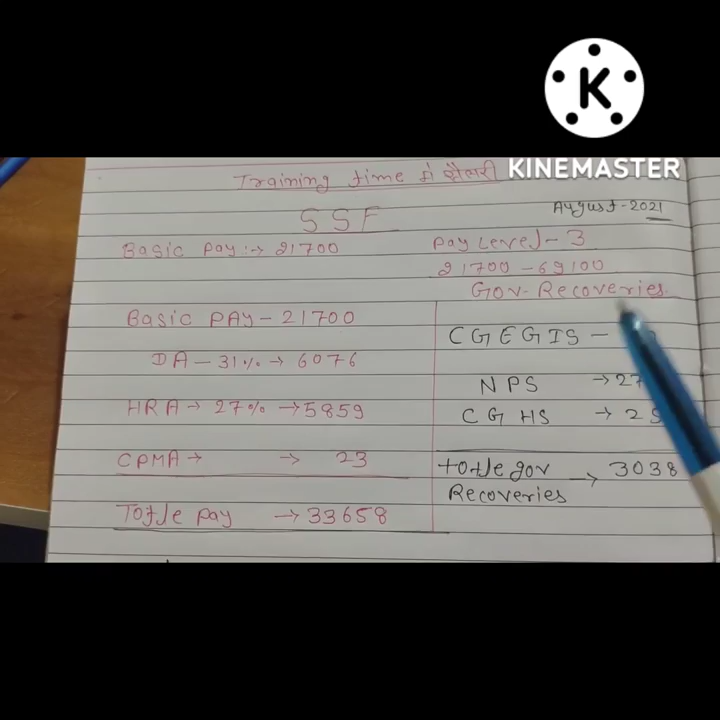 KINEMASTER
Training time में सैलरी
SSF
August-2021
Basic Pay:→ 21700
Pay Level - 3
21700 - 69100
Gov- Recoveries
Basic PAY - 21700
DA - 31% → 6076
HRA → 27% → 5859
CPMA → → 23
Totle Pay → 33658
CGEGIS -
NPS →
CGHS →
totle gov → 3038
Recoveries